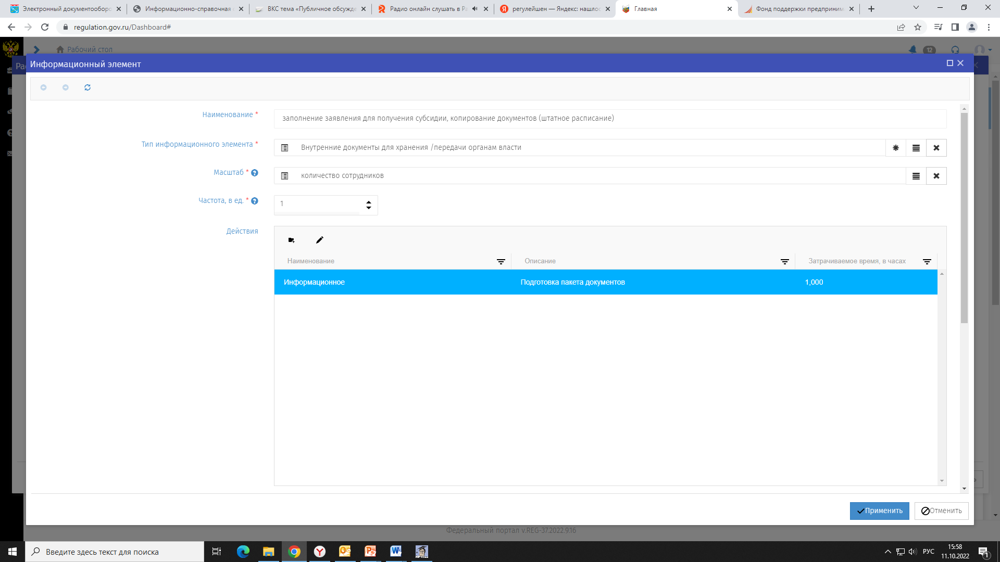 Электронный документооборо
Информационно-справочная с
ВКС тема «Публичное обсужде
Радио онлайн слушать в Ра
регулейшен — Яндекс: нашлос
Главная
Фонд поддержки предприним
regulation.gov.ru/Dashboard#
Рабочий стол
12
Ра
Информационный элемент
Наименование *
заполнение заявления для получения субсидии, копирование документов (штатное расписание)
Тип информационного элемента *
Внутренние документы для хранения /передачи органам власти
Масштаб * ?
количество сотрудников
Частота, в ед. * ?
1
Действия
Наименование
Описание
Затрачиваемое время, в часах
Информационное
Подготовка пакета документов
1,000
Применить
Отменить
Федеральный портал v.REG-37.2022.9.16
Введите здесь текст для поиска
РУС
15:58
11.10.2022
1